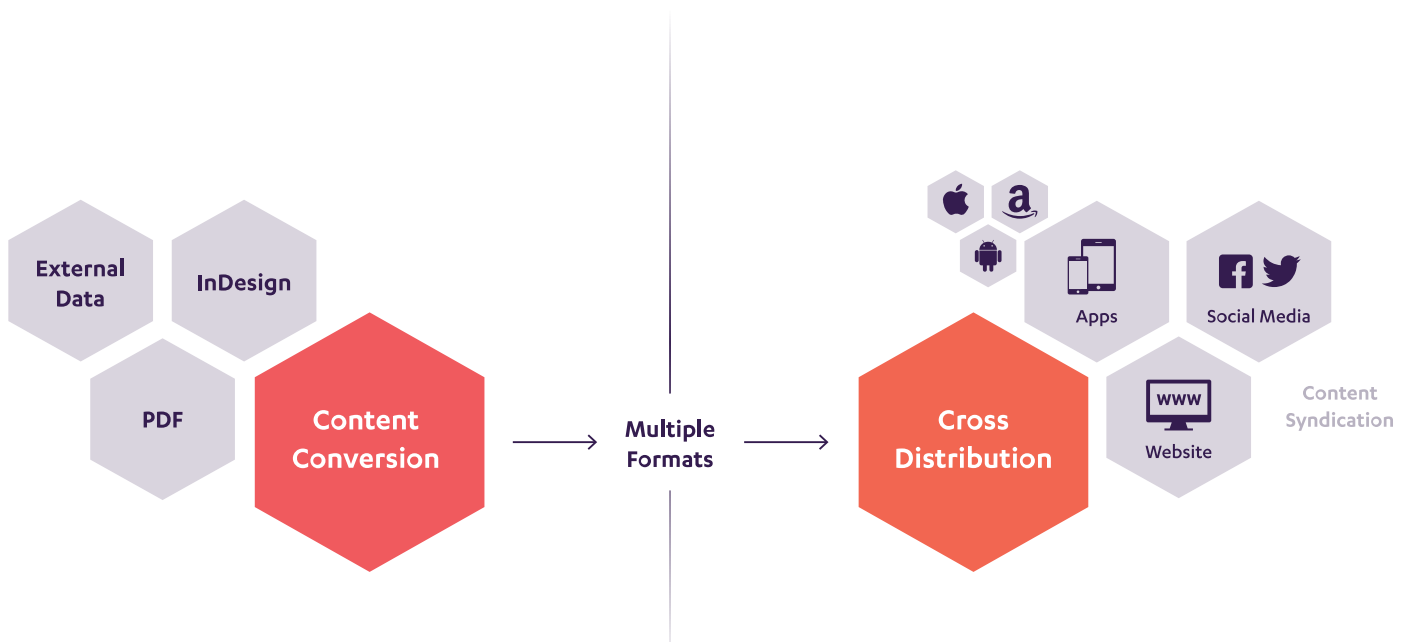 External
Data
InDesign
PDF
Content
Conversion
Multiple
Formats
Cross
Distribution
a
Apps
Social Media
www
Website
Content
Syndication